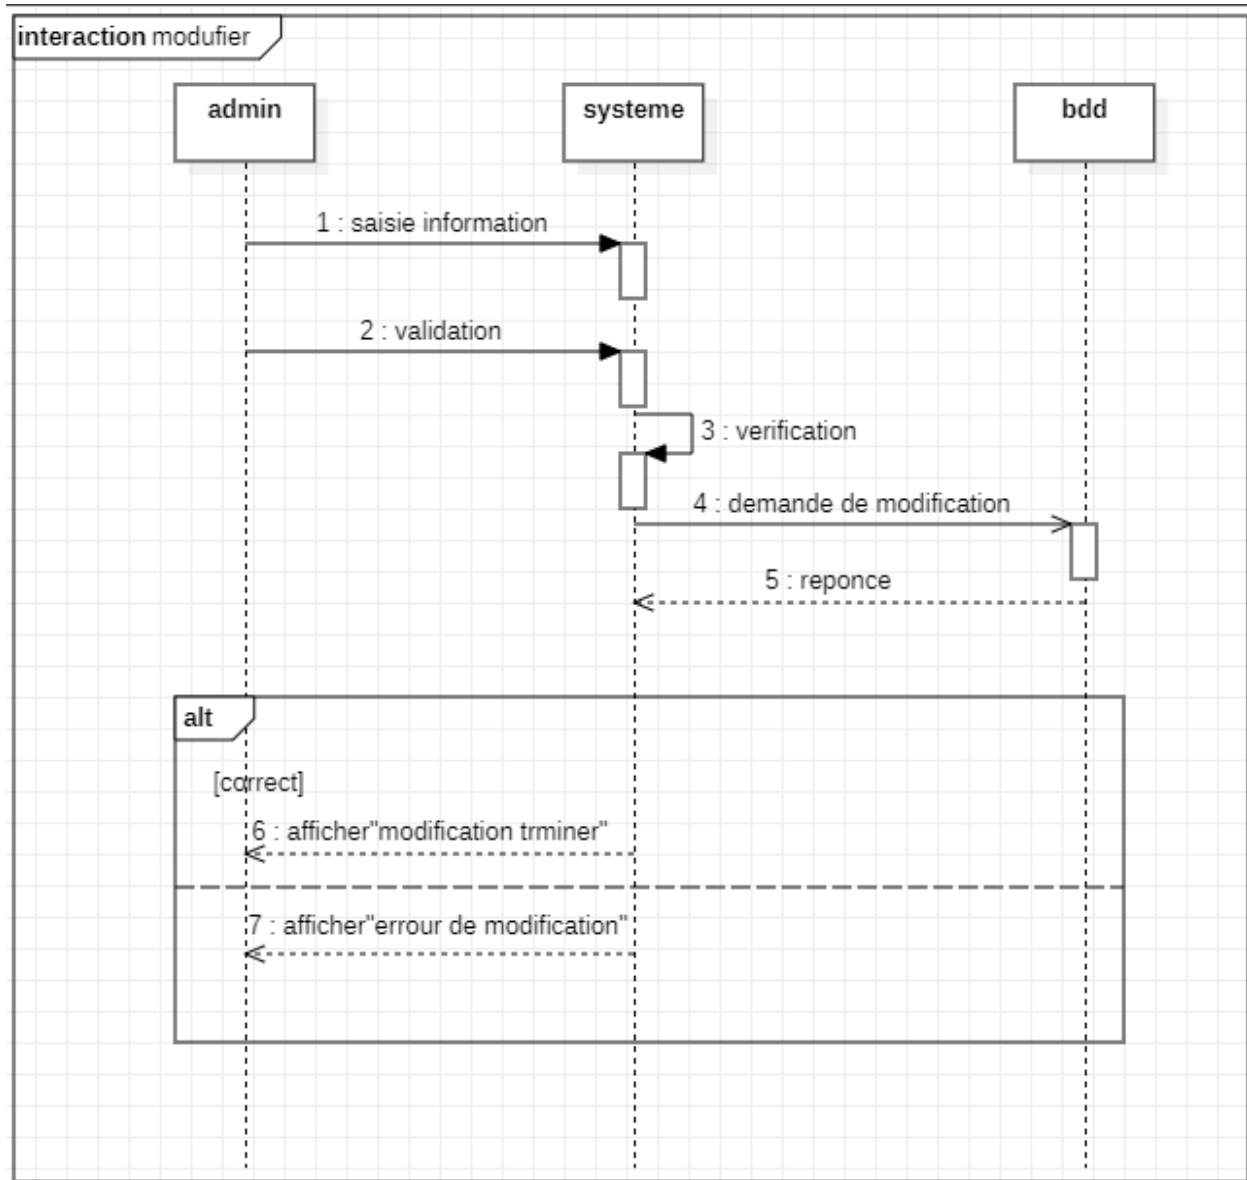 interaction modufier
admin
systeme
bdd
1 : saisie information
2 : validation
3 : verification
4 : demande de modification
5 : reponce
alt
[correct]
6 : afficher"modification trminer"
7 : afficher"errour de modification"